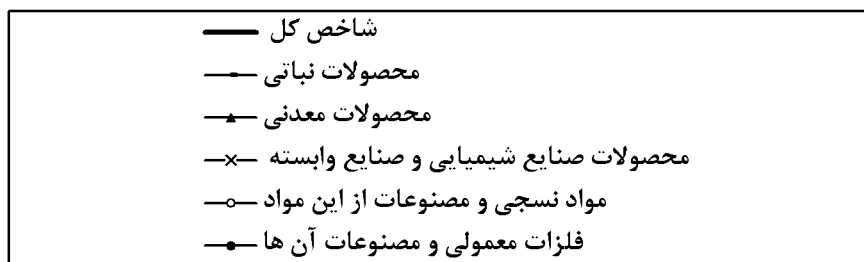 شاخص کل
محصولات نباتی
محصولات معدنی
محصولات صنایع شیمیایی و صنایع وابسته
مواد نسجی و مصنوعات از این مواد
فلزات معمولی و مصنوعات آن ها